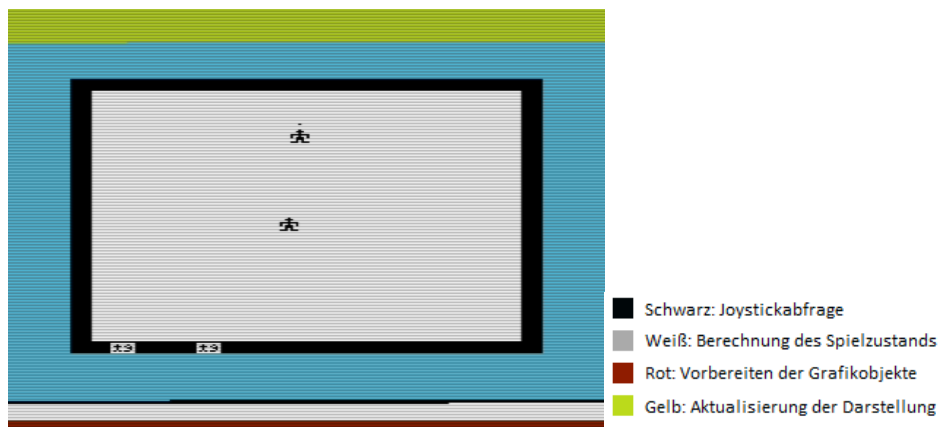 Schwarz: Joystickabfrage
Weiß: Berechnung des Spielzustands
Rot: Vorbereiten der Grafikobjekte
Gelb: Aktualisierung der Darstellung